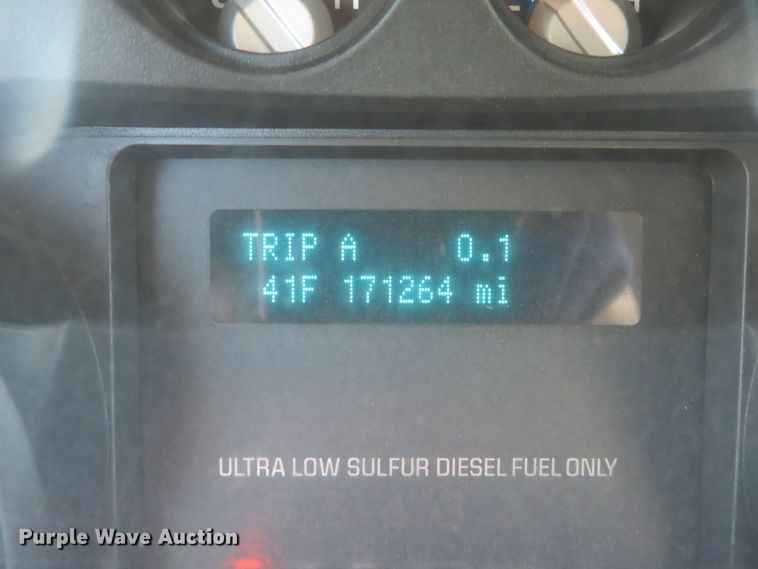 TRIP A 0.1
41F 171264 mi
ULTRA LOW SULFUR DIESEL FUEL ONLY
Purple Wave Auction